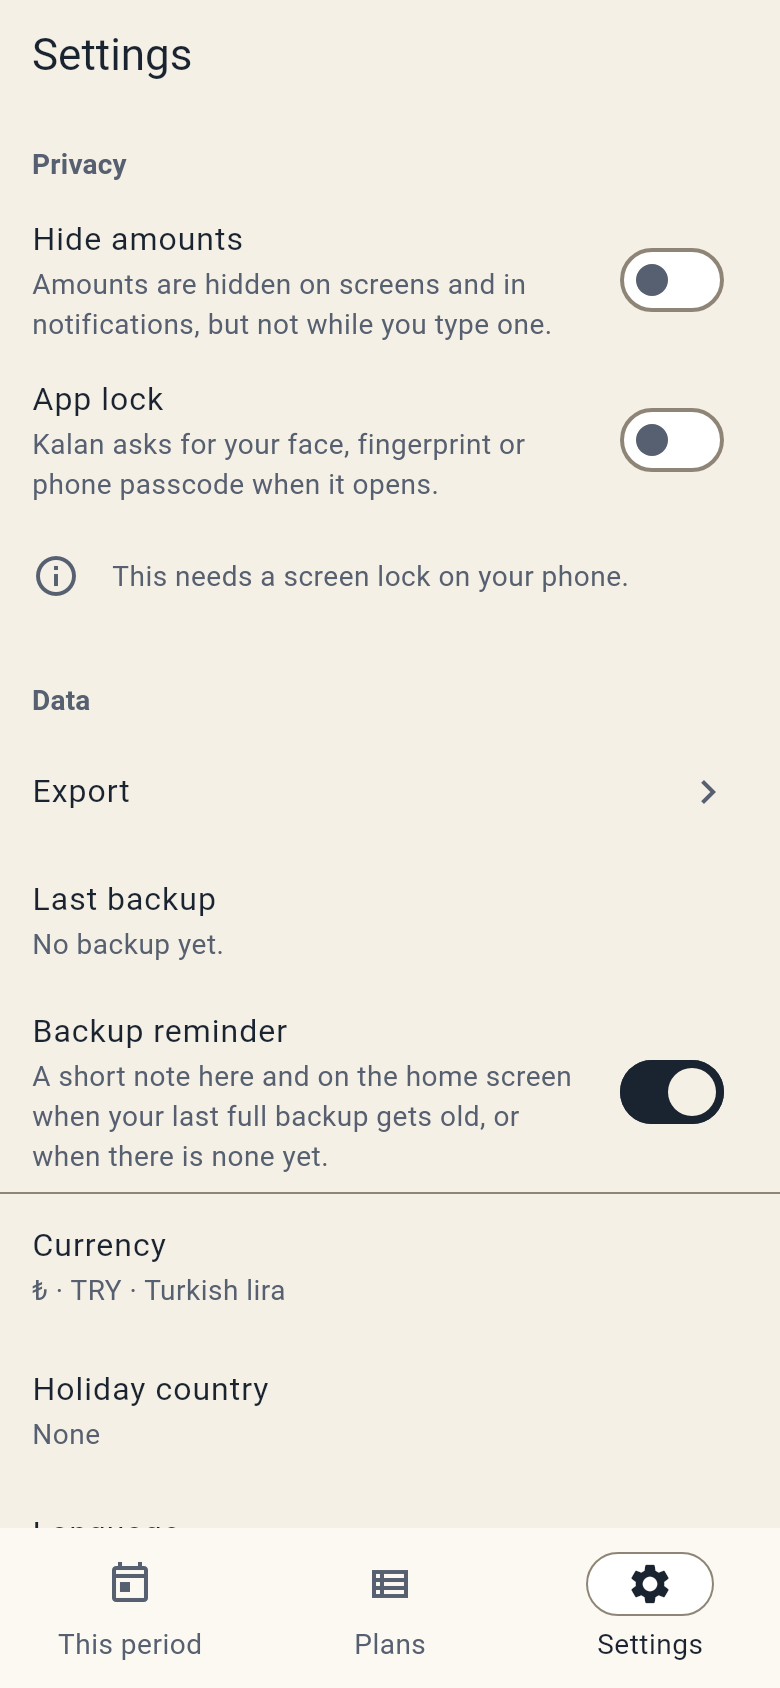 Settings
Privacy
Hide amounts
Amounts are hidden on screens and in
notifications, but not while you type one.
App lock
Kalan asks for your face, fingerprint or
phone passcode when it opens.
This needs a screen lock on your phone.
Data
Export
Last backup
No backup yet.
Backup reminder
A short note here and on the home screen
when your last full backup gets old, or
when there is none yet.
Currency
₺ · TRY · Turkish lira
Holiday country
None
This period
Plans
Settings